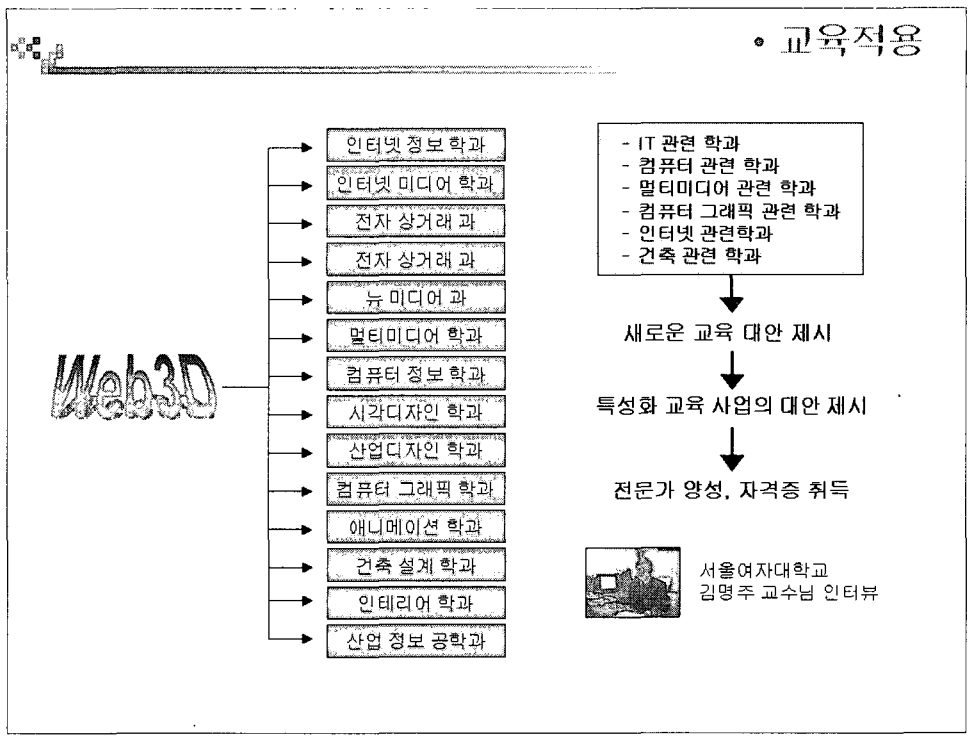 • 교육적용
Web3D
인터넷 정보 학과
인터넷 미디어 학과
전자 상거래 과
전자 상거래 과
뉴 미디어 과
멀티미디어 학과
컴퓨터 정보 학과
시각디자인 학과
산업디자인 학과
컴퓨터 그래픽 학과
애니메이션 학과
건축 설계 학과
인테리어 학과
산업 정보 공학과
- IT 관련 학과
- 컴퓨터 관련 학과
- 멀티미디어 관련 학과
- 컴퓨터 그래픽 관련 학과
- 인터넷 관련학과
- 건축 관련 학과
새로운 교육 대안 제시
특성화 교육 사업의 대안 제시
전문가 양성, 자격증 취득
서울여자대학교
김명주 교수님 인터뷰